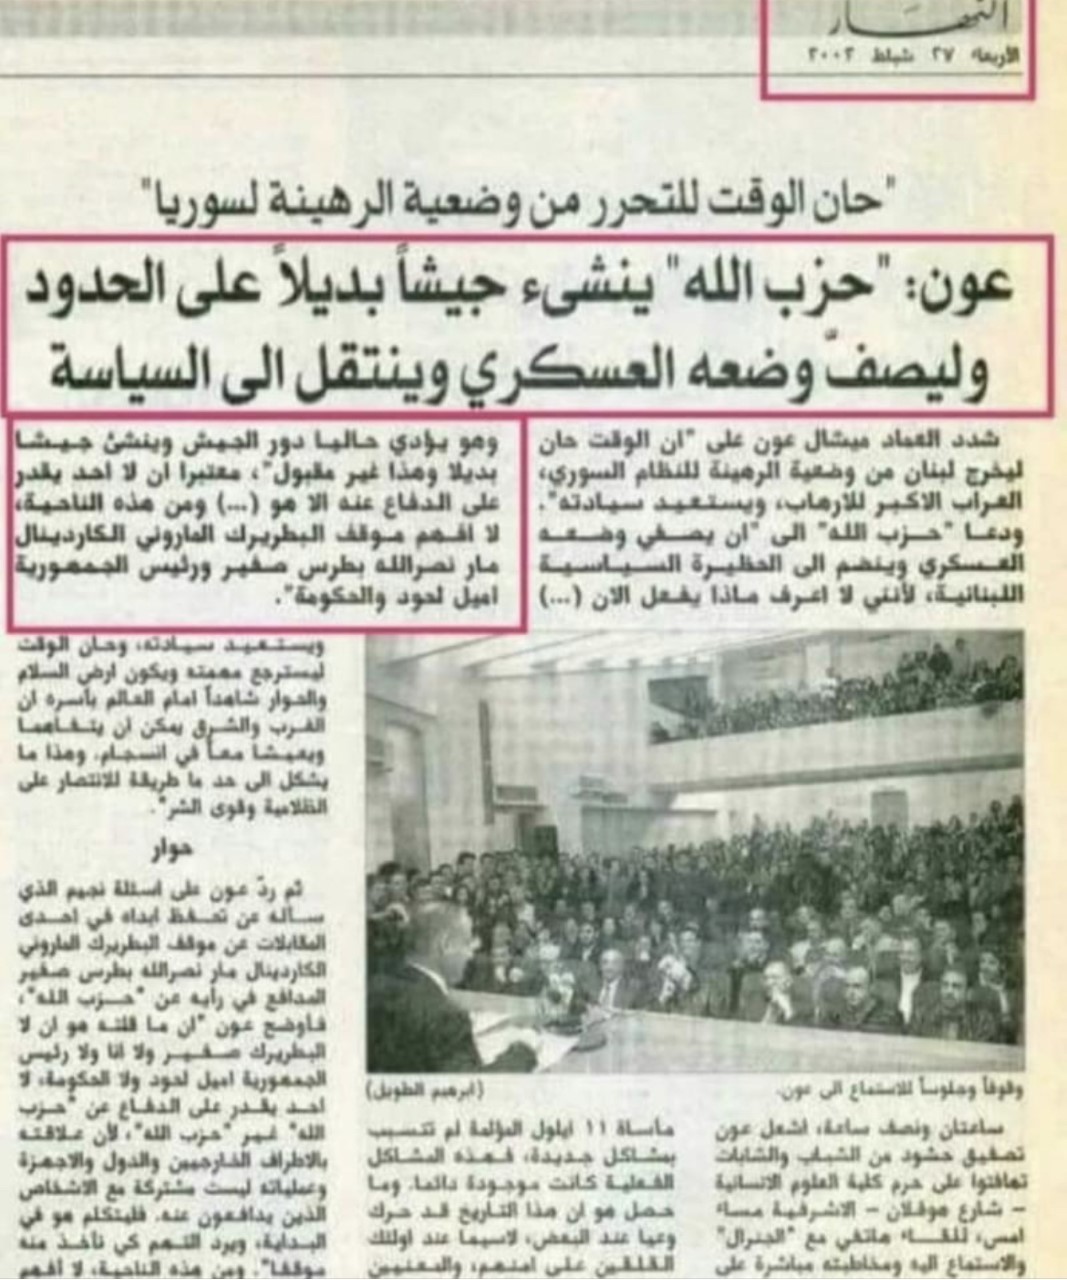 النهار
الاربعاء ٢٧ شباط ٢٠٠٢
"حان الوقت للتحرر من وضعية الرهينة لسوريا"
عون: "حزب الله" ينشىء جيشاً بديلاً على الحدود
وليصفّ وضعه العسكري وينتقل الى السياسة
شدد العماد ميشال عون على "ان الوقت حان
ليخرج لبنان من وضعية الرهينة للنظام السوري،
العراب الاكبر للارهاب، ويستعيد سيادته".
ودعا "حزب الله" الى "ان يصفي وضعه
العسكري وينضم الى الحظيرة السياسية
اللبنانية، لأنني لا اعرف ماذا يفعل الآن (...)
وهو يؤدي حاليا دور الجيش وينشئ جيشا
بديلا وهذا غير مقبول"، معتبرا ان لا احد يقدر
على الدفاع عنه الا هو (...) ومن هذه الناحية،
لا افهم موقف البطريرك الماروني الكاردينال
مار نصرالله بطرس صفير ورئيس الجمهورية
اميل لحود والحكومة".
وقوفاً وجلوساً للاستماع الى عون.
(ابرهيم الطويل)
ساعتان ونصف ساعة، اشعل عون
تصفيق حشود من الشباب والشابات
تهافتوا على حرم كلية العلوم الانسانية
- شارع هوفلان - الاشرفية مساء
امس، للقاء هاتفي مع "الجنرال"
والاستماع اليه ومخاطبته مباشرة على
مأساة ١١ ايلول المؤلمة لم تتسبب
بمشاكل جديدة، فهذه المشاكل
الفعلية كانت موجودة دائما. وما
حصل هو ان هذا التاريخ قد حرك
وعيا عند البعض، لاسيما عند اولئك
القلقين على امنهم، والمعنيين
ويستعيد سيادته، وحان الوقت
ليسترجع مهمته ويكون ارض السلام
والحوار شاهداً امام العالم بأسره ان
الغرب والشرق يمكن ان يتفاهما
ويعيشا معاً في انسجام. وهذا ما
يشكل الى حد ما طريقة للانتصار على
الظلامية وقوى الشر".
حوار
ثم ردّ عون على اسئلة نجيم الذي
سأله عن تحفظ ابداه في احدى
المقابلات عن موقف البطريرك الماروني
الكاردينال مار نصرالله بطرس صفير
المدافع في رأيه عن "حزب الله"،
فأوضح عون "ان ما قلته هو ان لا
البطريرك صفير ولا انا ولا رئيس
الجمهورية اميل لحود ولا الحكومة، لا
احد يقدر على الدفاع عن "حزب
الله" غير "حزب الله"، لأن علاقته
بالاطراف الخارجيين والدول والاجهزة
وعملياته ليست مشتركة مع الاشخاص
الذين يدافعون عنه. فليتكلم هو في
البداية، ويرد التهم كي نأخذ منه
موقفا". ومن هذه الناحية، لا افهم